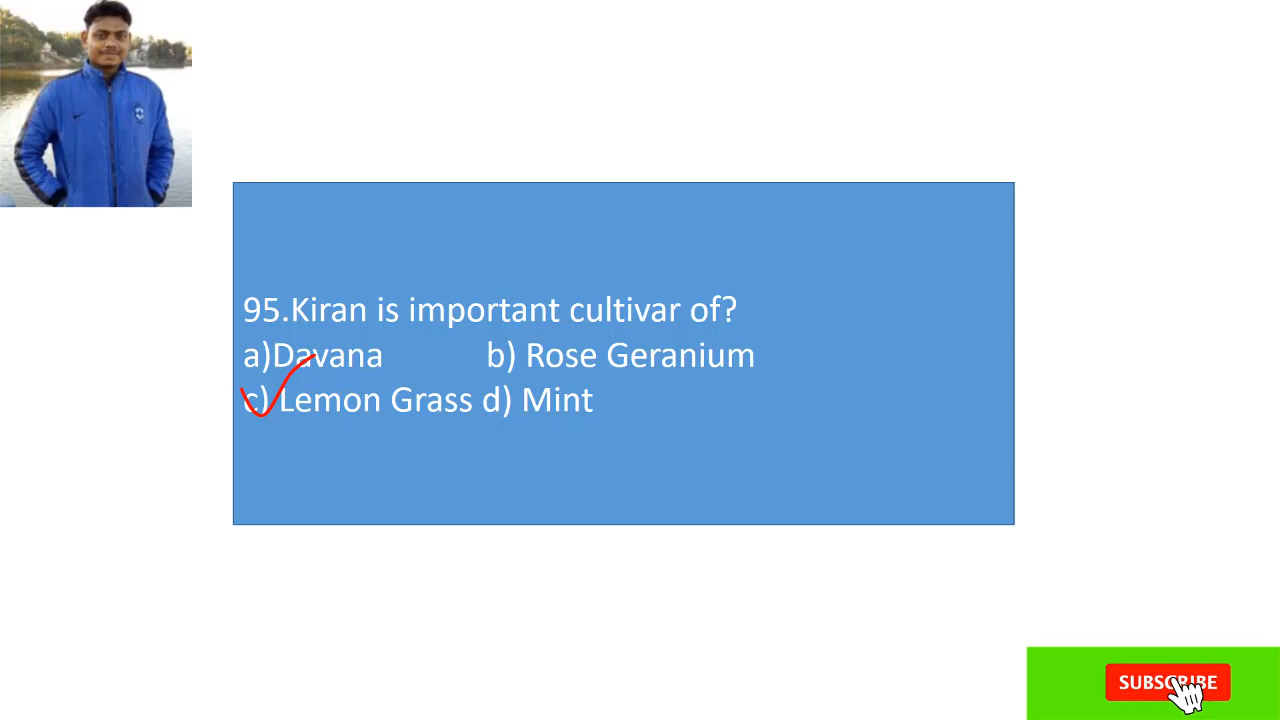 95.Kiran is important cultivar of?
a)Davana b) Rose Geranium
c) Lemon Grass d) Mint
SUBSCRIBE